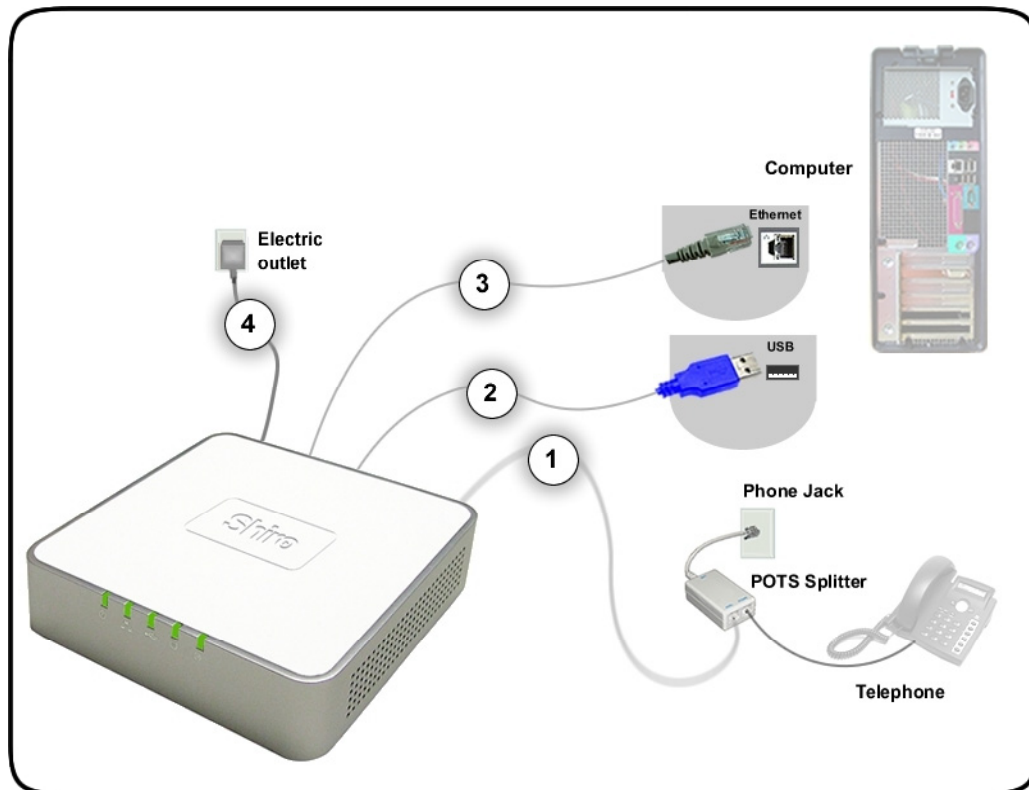 Computer
Ethernet
Electric
outlet
3
4
USB
2
1
Phone Jack
Shiro
POTS Splitter
Telephone